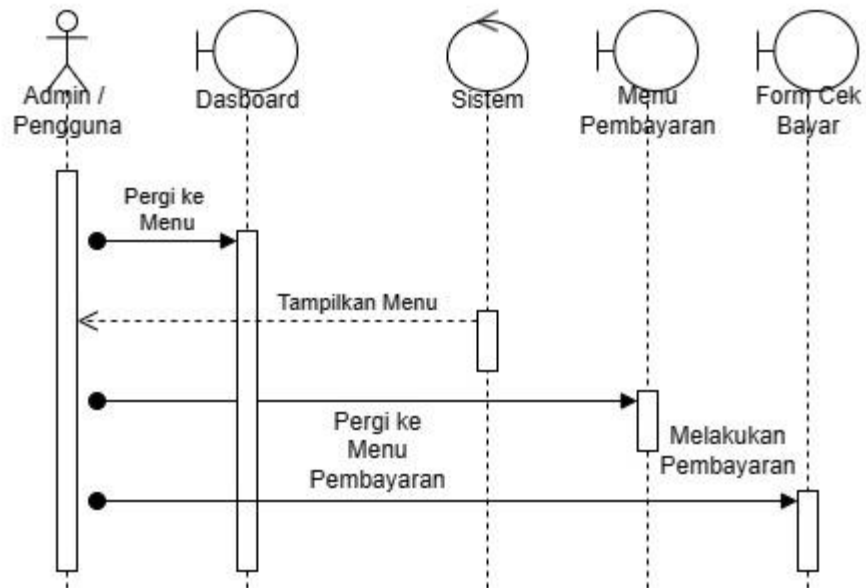 Admin /
Pengguna
Dasboard
Sistem
Menu
Pembayaran
Form Cek
Bayar
Pergi ke
Menu
Tampilkan Menu
Pergi ke
Menu
Pembayaran
Melakukan
Pembayaran